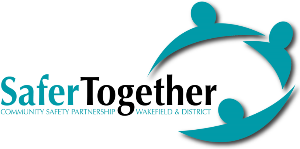 SaferTogether
COMMUNITY SAFETY PARTNERSHIP WAKEFIELD & DISTRICT